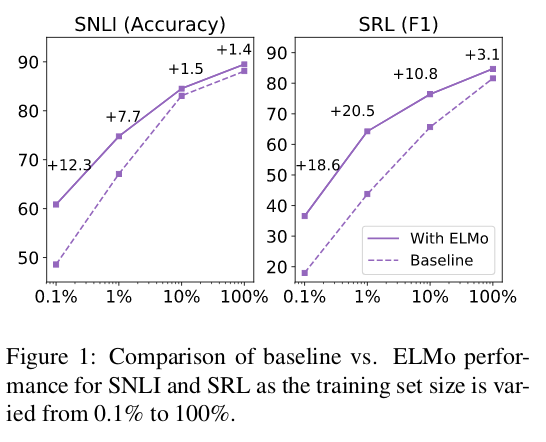 SNLI (Accuracy)
90
80
70
60
50
+12.3
+7.7
+1.5
+1.4
0.1% 1% 10% 100%
SRL (F1)
90
80
70
60
50
40
30
20
+18.6
+20.5
+10.8
+3.1
With ELMo
Baseline
0.1% 1% 10% 100%
Figure 1: Comparison of baseline vs. ELMo perfor-
mance for SNLI and SRL as the training set size is var-
ied from 0.1% to 100%.